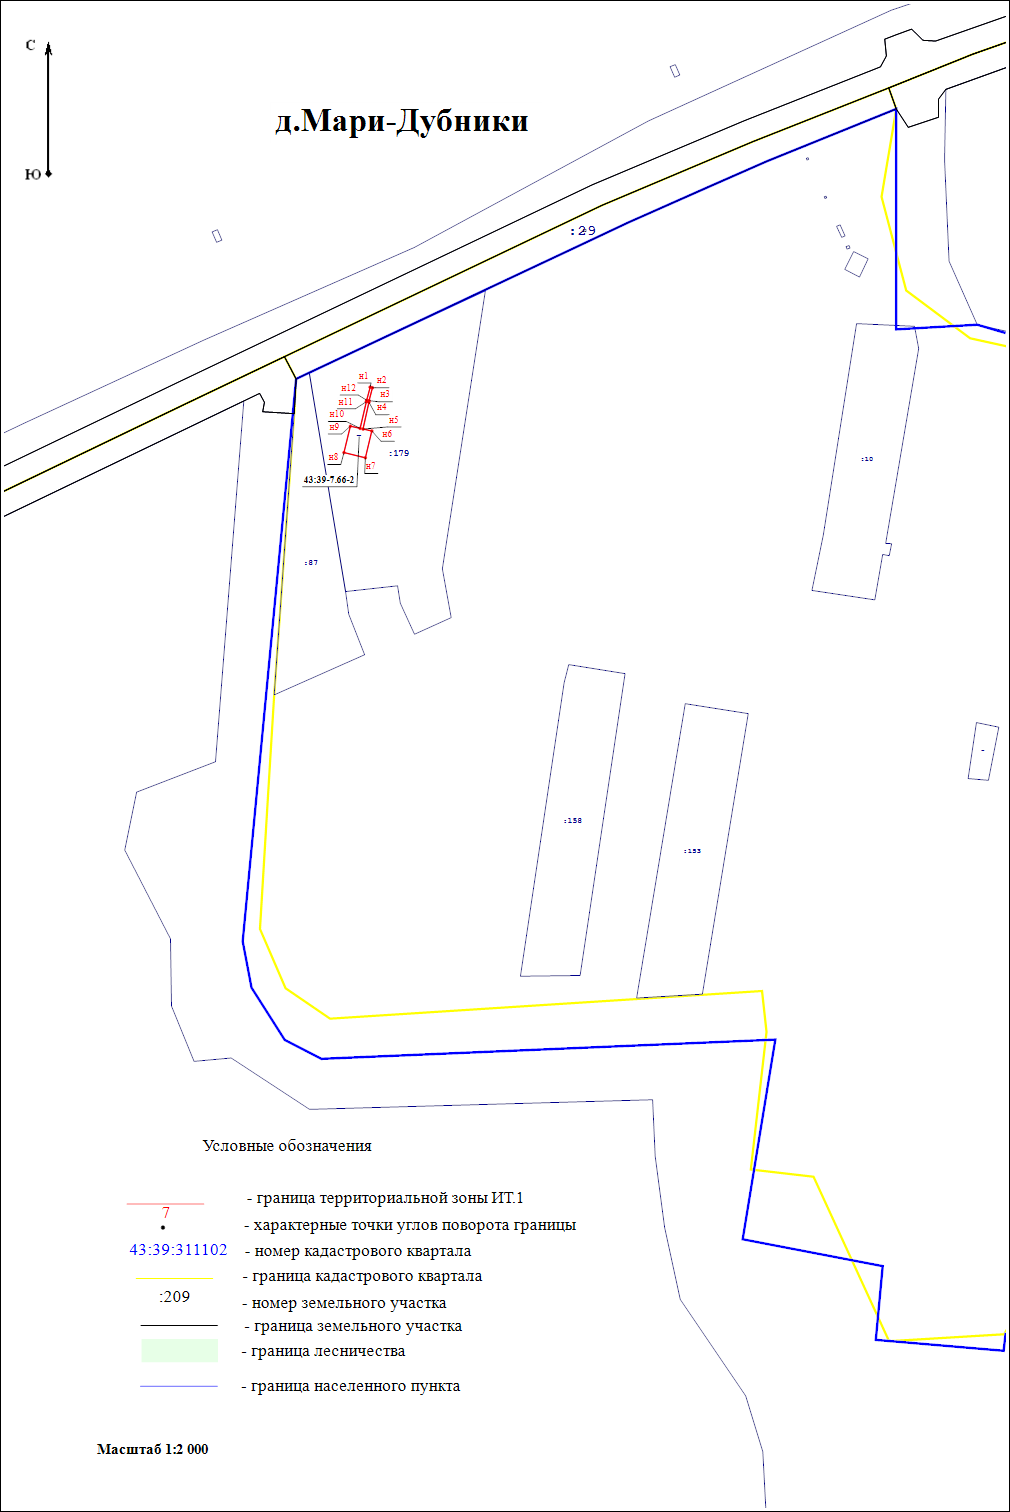 С
д.Мари-Дубники
Ю
:29
н1
н2
н12
н3
н11
н4
н10
н5
н9
н6
:179
н8
н7
43:39-7.66-2
:10
:87
:158
:153
Условные обозначения
- граница территориальной зоны ИТ.1
7
- характерные точки углов поворота границы
43:39:311102 - номер кадастрового квартала
- граница кадастрового квартала
:209 - номер земельного участка
- граница земельного участка
- граница лесничества
- граница населенного пункта
Масштаб 1:2 000